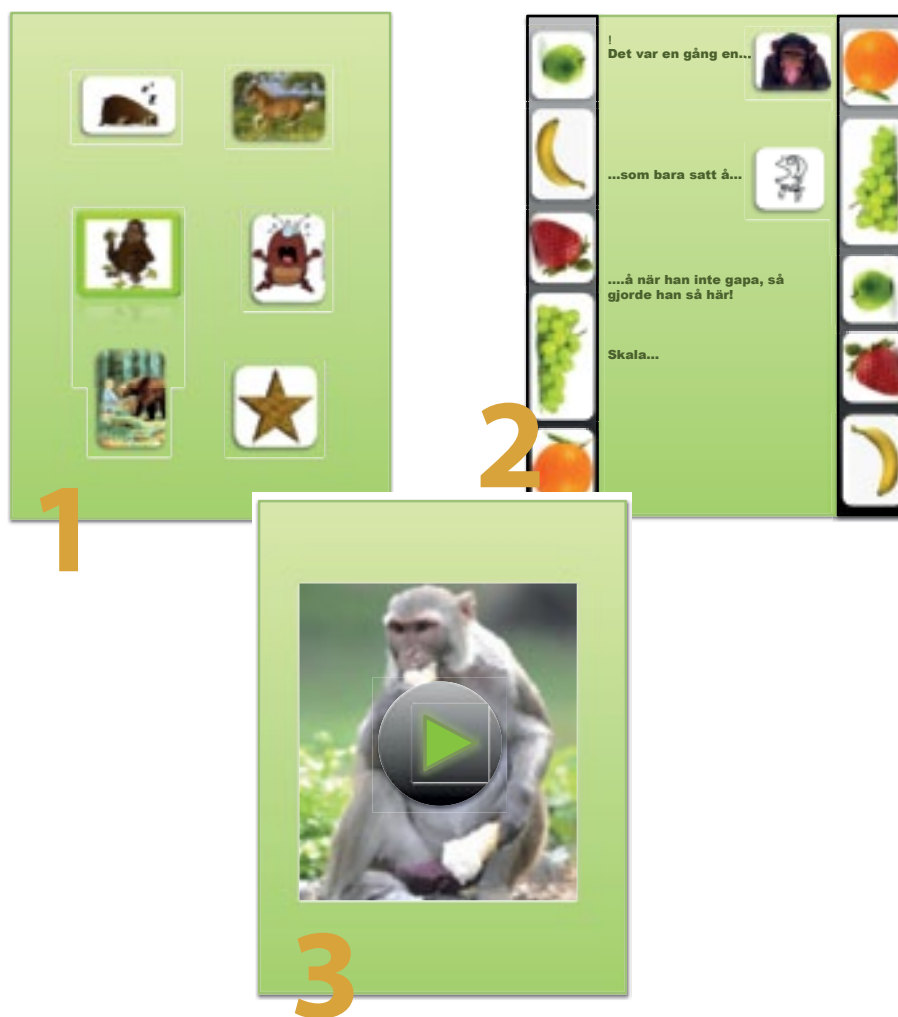 !
Det var en gång en...
...som bara satt å...
....å när han inte gapa, så
gjorde han så här!
Skala...
2
1
3